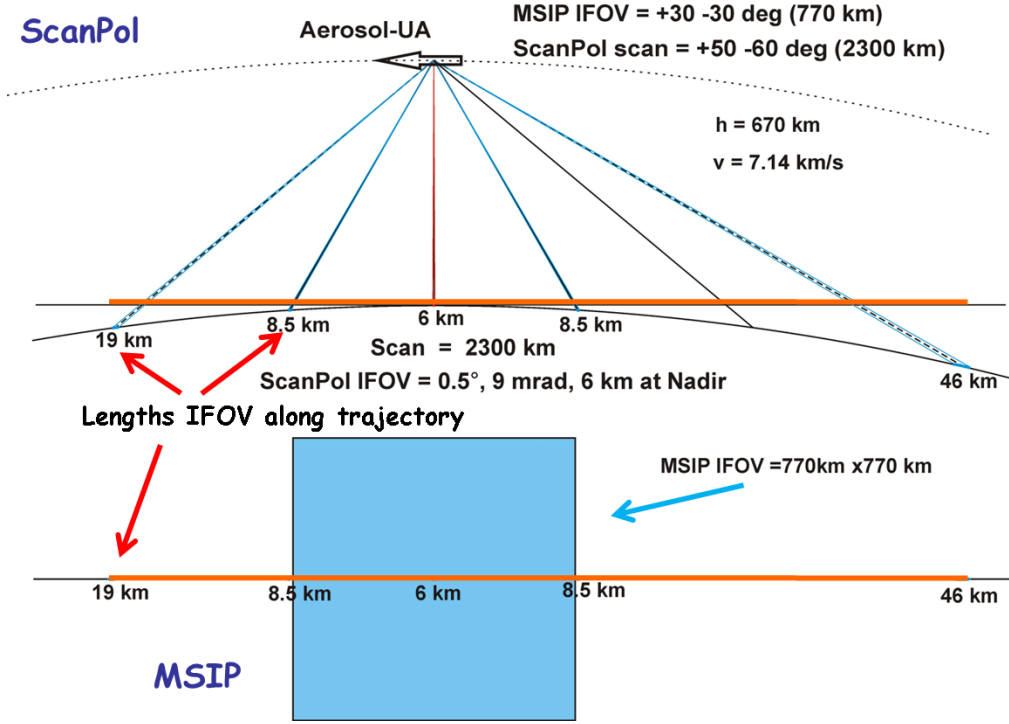 ScanPol
Aerosol-UA
MSIP IFOV = +30 -30 deg (770 km)
ScanPol scan = +50 -60 deg (2300 km)
h = 670 km
v = 7.14 km/s
19 km
8.5 km
6 km
8.5 km
46 km
Scan = 2300 km
ScanPol IFOV = 0.5°, 9 mrad, 6 km at Nadir
Lengths IFOV along trajectory
MSIP IFOV =770km x770 km
19 km
8.5 km
6 km
8.5 km
46 km
MSIP